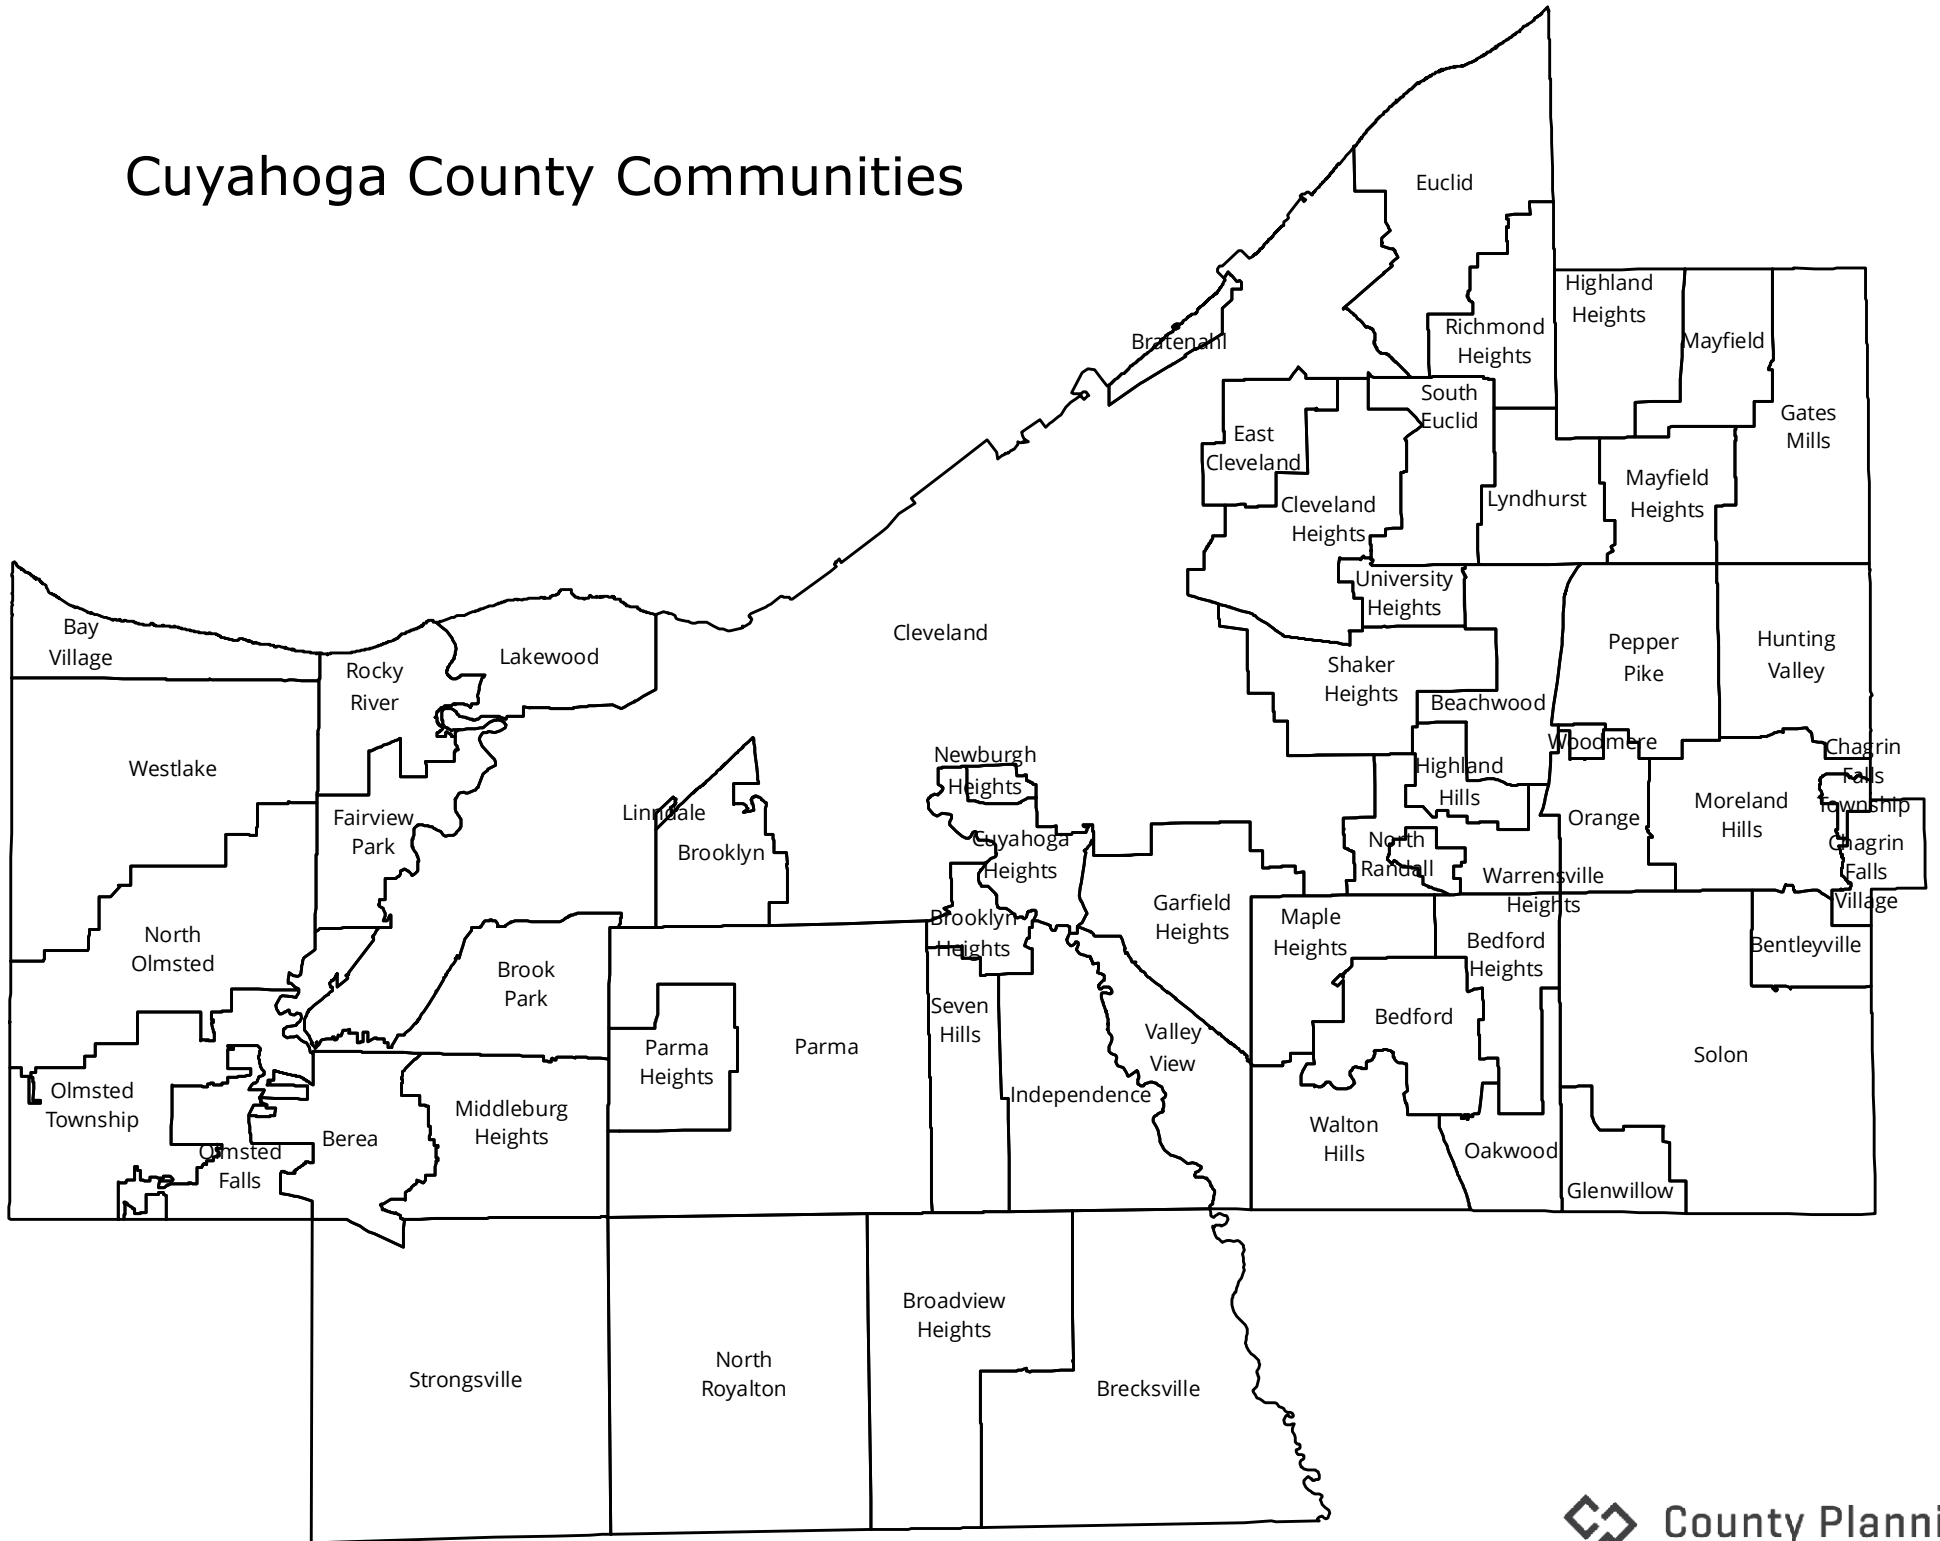 Cuyahoga County Communities
Euclid
Highland
Heights
Richmond
Heights
Mayfield
Bratenahl
South
Euclid
Gates
Mills
East
Cleveland
Mayfield
Heights
Lyndhurst
Cleveland
Heights
University
Heights
Bay
Village
Cleveland
Lakewood
Rocky
River
Shaker
Heights
Pepper
Pike
Hunting
Valley
Beachwood
Woodmere
Chagrin
Falls
Township
Westlake
Newburgh
Heights
Highland
Hills
Linndale
Fairview
Park
Moreland
Hills
Orange
Brooklyn
Cuyahoga
Heights
North
Randall
Chagrin
Falls
Village
Warrensville
Heights
Garfield
Heights
Maple
Heights
Brooklyn
Heights
North
Olmsted
Bedford
Heights
Bentleyville
Brook
Park
Seven
Hills
Bedford
Valley
View
Parma
Parma
Heights
Solon
Olmsted
Township
Independence
Middleburg
Heights
Berea
Walton
Hills
Oakwood
Olmsted
Falls
Glenwillow
Broadview
Heights
Strongsville
North
Royalton
Brecksville
County Planni